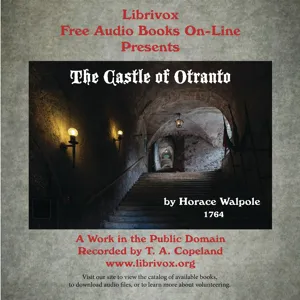 Librivox
Free Audio Books On-Line
Presents
The Castle of Otranto
by Horace Walpole
1764
A Work in the Public Domain
Recorded by T. A. Copeland
www.librivox.org
Visit our site to view the catalog of available books,
to download audio files, or to learn more about volunteering.